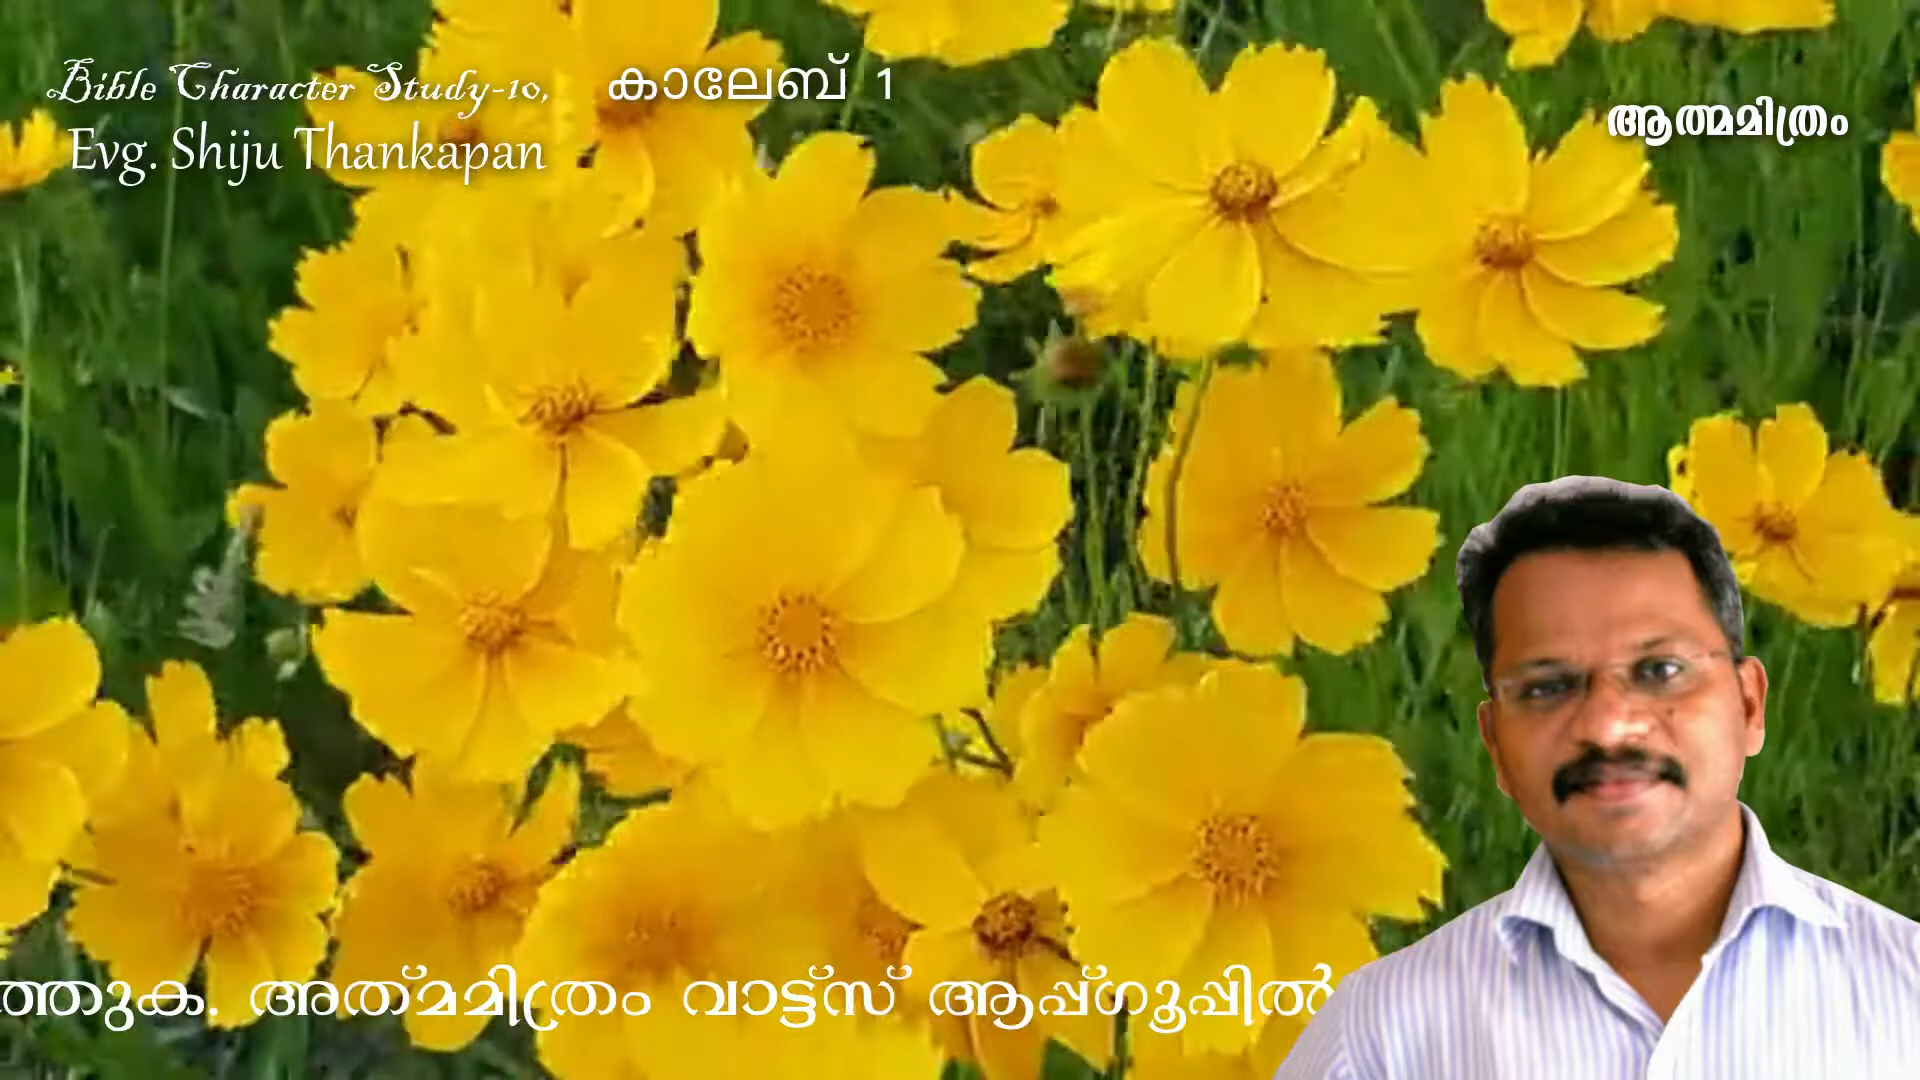 Bible Character Study-10, കാലേബ് 1
Evg. Shiju Thankapan
ആത്മമിത്രം
ത്തുക. അത്മമിത്രം വാട്ട്സ് ആപ്പ്ഗ്രൂപ്പിൽ